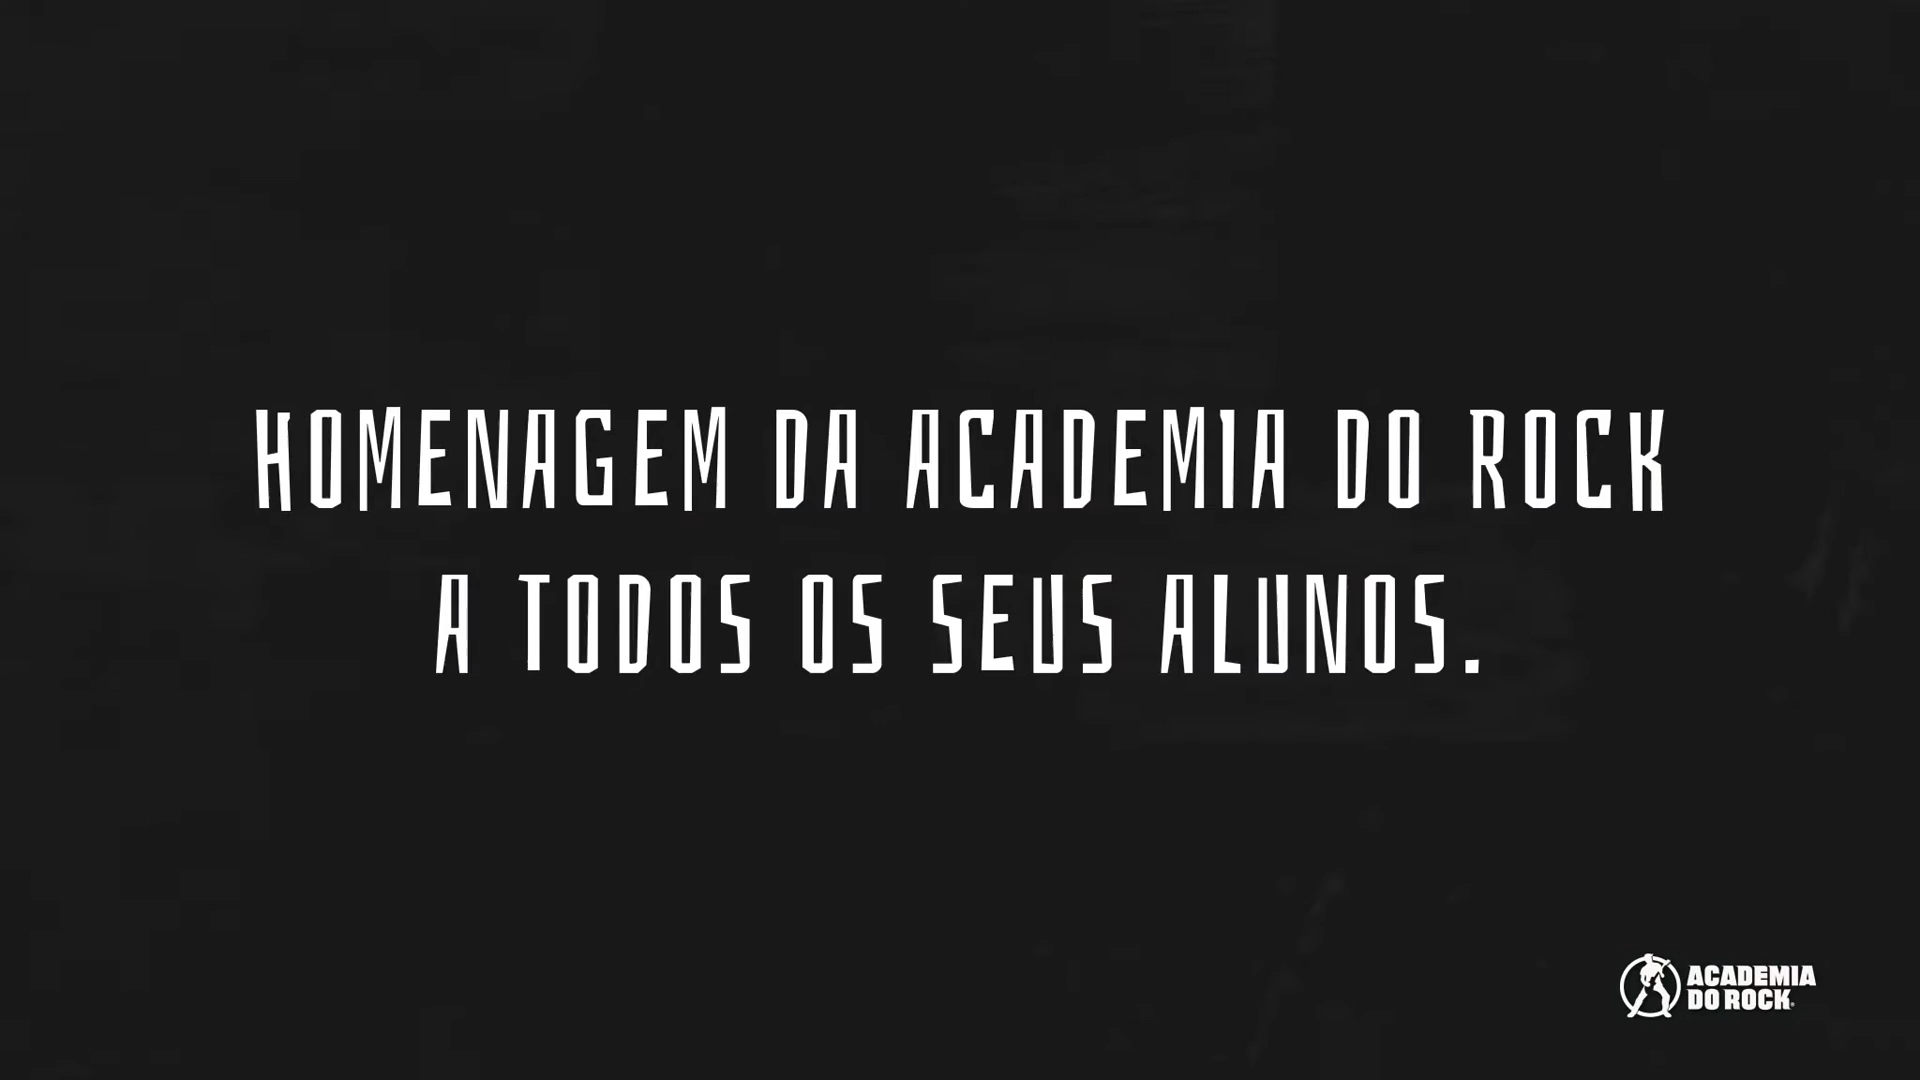 HOMENAGEM DA ACADEMIA DO ROCK
A TODOS OS SEUS ALUNOS.
ACADEMIA
DO ROCK